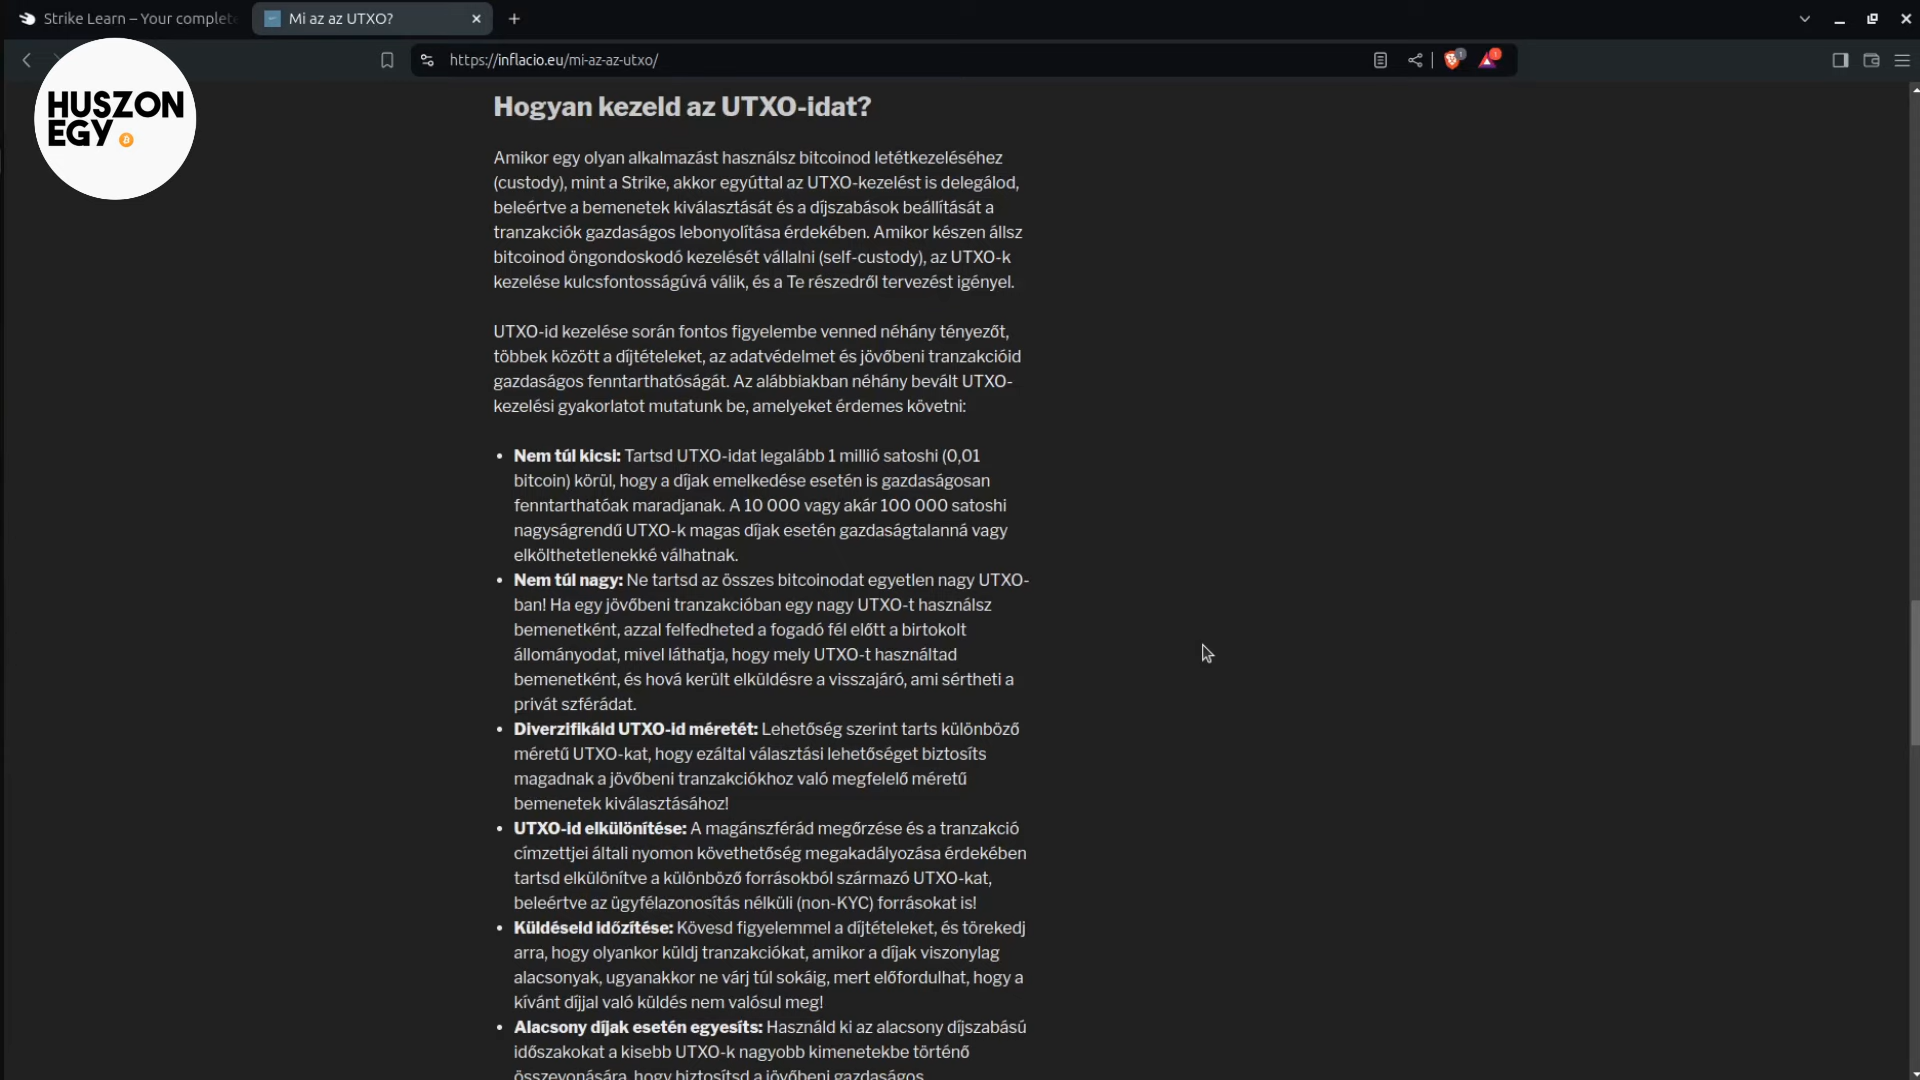 Strike Learn – Your complet
Mi az az UTXO?
https://inflacio.eu/mi-az-az-utxo/
1
1
HUSZON
EGY
Hogyan kezeld az UTXO-idat?
Amikor egy olyan alkalmazást használsz bitcoinod letétkezeléséhez
(custody), mint a Strike, akkor egyúttal az UTXO-kezelést is delegálod,
beleértve a bemenetek kiválasztását és a díjszabások beállítását a
tranzakciók gazdaságos lebonyolítása érdekében. Amikor készen állsz
bitcoinod öngondoskodó kezelését vállalni (self-custody), az UTXO-k
kezelése kulcsfontosságúvá válik, és a Te részedről tervezést igényel.
UTXO-id kezelése során fontos figyelembe venned néhány tényezőt,
többek között a díjtételeket, az adatvédelmet és jövőbeni tranzakcióid
gazdaságos fenntarthatóságát. Az alábbiakban néhány bevált UTXO-
kezelési gyakorlatot mutatunk be, amelyeket érdemes követni:
• Nem túl kicsi: Tartsd UTXO-idat legalább 1 millió satoshi (0,01
bitcoin) körül, hogy a díjak emelkedése esetén is gazdaságosan
fenntarthatóak maradjanak. A 10 000 vagy akár 100 000 satoshi
nagyságrendű UTXO-k magas díjak esetén gazdaságtalanná vagy
elkölthetetlenekké válhatnak.
• Nem túl nagy: Ne tartsd az összes bitcoinodat egyetlen nagy UTXO-
ban! Ha egy jövőbeni tranzakcióban egy nagy UTXO-t használsz
bemenetként, azzal felfedheted a fogadó fél előtt a birtokolt
állományodat, mivel láthatja, hogy mely UTXO-t használtad
bemenetként, és hová került elküldésre a visszajáró, ami sértheti a
privát szférádat.
• Diverzifikáld UTXO-id méretét: Lehetőség szerint tarts különböző
méretű UTXO-kat, hogy ezáltal választási lehetőséget biztosíts
magadnak a jövőbeni tranzakciókhoz való megfelelő méretű
bemenetek kiválasztásához!
• UTXO-id elkülönítése: A magánszférád megőrzése és a tranzakció
címzettjei általi nyomon követhetőség megakadályozása érdekében
tartsd elkülönítve a különböző forrásokból származó UTXO-kat,
beleértve az ügyfélazonosítás nélküli (non-KYC) forrásokat is!
• Küldéseid időzítése: Kövesd figyelemmel a díjtételeket, és törekedj
arra, hogy olyankor küldj tranzakciókat, amikor a díjak viszonylag
alacsonyak, ugyanakkor ne várj túl sokáig, mert előfordulhat, hogy a
kívánt díjjal való küldés nem valósul meg!
• Alacsony díjak esetén egyesíts: Használd ki az alacsony díjszabású
időszakokat a kisebb UTXO-k nagyobb kimenetekbe történő
összevonására, hogy biztosítsd a jövőbeni gazdaságos